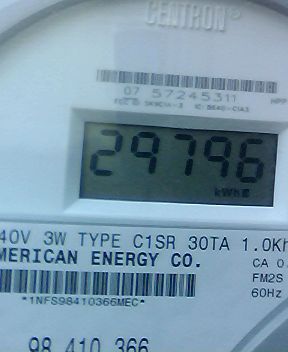 CENTRON®
07 57245311
HPP
29796
kWh
40V 3W TYPE C1SR 30TA 1.0Kh
MERICAN ENERGY CO.
CA 0.
FM2S
60Hz
*1NFS98410366MEC*
98 410 366